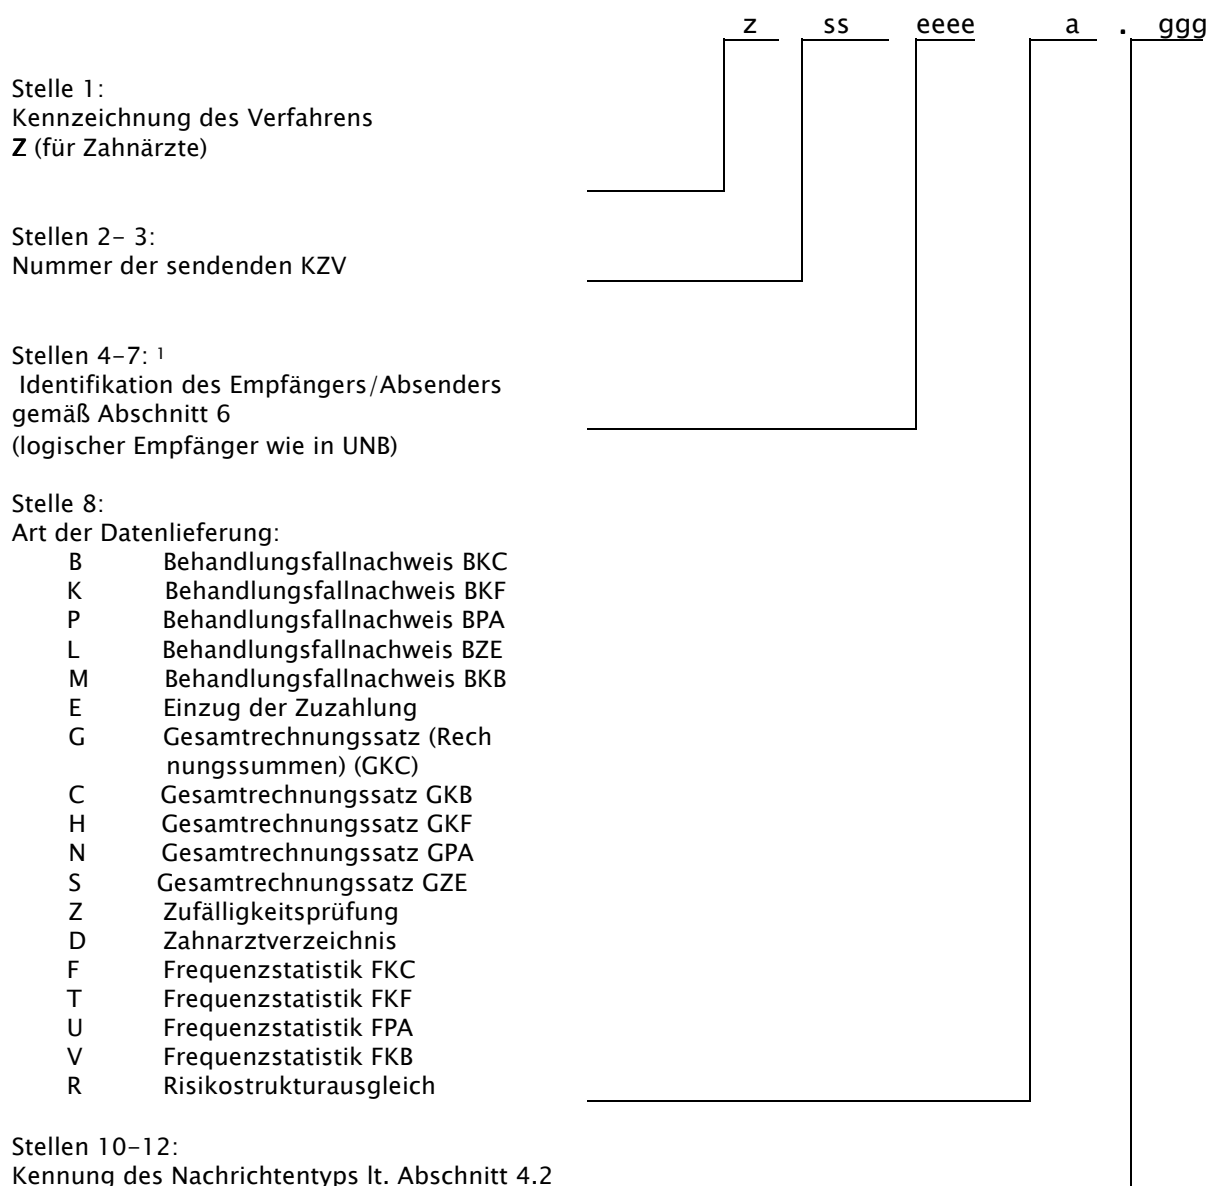 z ss eeee a . ggg
Stelle 1:
Kennzeichnung des Verfahrens
Z (für Zahnärzte)
Stellen 2- 3:
Nummer der sendenden KZV
Stellen 4-7: 1
Identifikation des Empfängers/Absenders
gemäß Abschnitt 6
(logischer Empfänger wie in UNB)
Stelle 8:
Art der Datenlieferung:
B Behandlungsfallnachweis BKC
K Behandlungsfallnachweis BKF
P Behandlungsfallnachweis BPA
L Behandlungsfallnachweis BZE
M Behandlungsfallnachweis BKB
E Einzug der Zuzahlung
G Gesamtrechnungssatz (Rech
nungssummen) (GKC)
C Gesamtrechnungssatz GKB
H Gesamtrechnungssatz GKF
N Gesamtrechnungssatz GPA
S Gesamtrechnungssatz GZE
Z Zufälligkeitsprüfung
D Zahnarztverzeichnis
F Frequenzstatistik FKC
T Frequenzstatistik FKF
U Frequenzstatistik FPA
V Frequenzstatistik FKB
R Risikostrukturausgleich
Stellen 10-12:
Kennung des Nachrichtentyps lt. Abschnitt 4.2